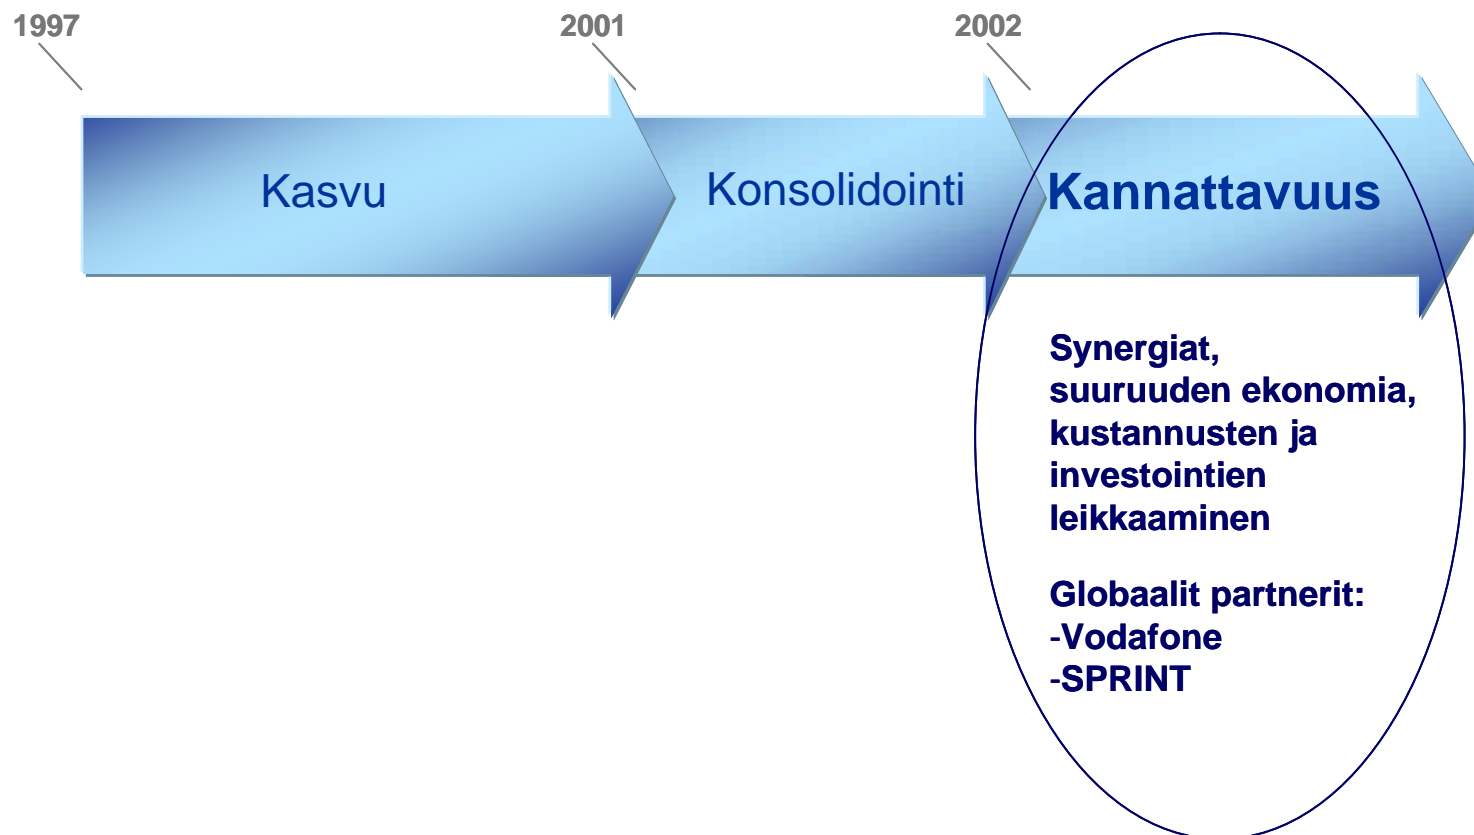 1997
2001
2002
Kasvu
Konsolidointi
Kannattavuus
Synergiat,
suuruuden ekonomia,
kustannusten ja
investointien
leikkaaminen
Globaalit partnerit:
-Vodafone
-SPRINT